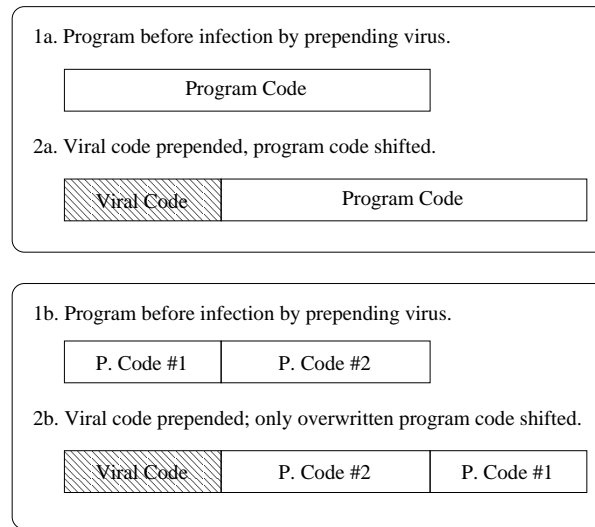 1a. Program before infection by prepending virus.
Program Code
2a. Viral code prepended, program code shifted.
Viral Code Program Code
1b. Program before infection by prepending virus.
P. Code #1 P. Code #2
2b. Viral code prepended; only overwritten program code shifted.
Viral Code P. Code #2 P. Code #1